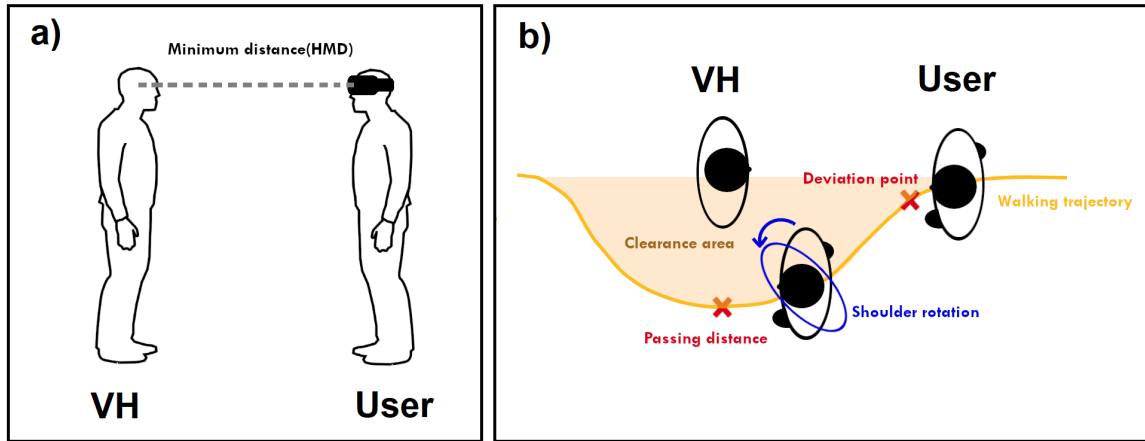 a)
Minimum distance(HMD)
VH
User
b)
VH
User
Deviation point
Walking trajectory
Clearance area
Shoulder rotation
Passing distance